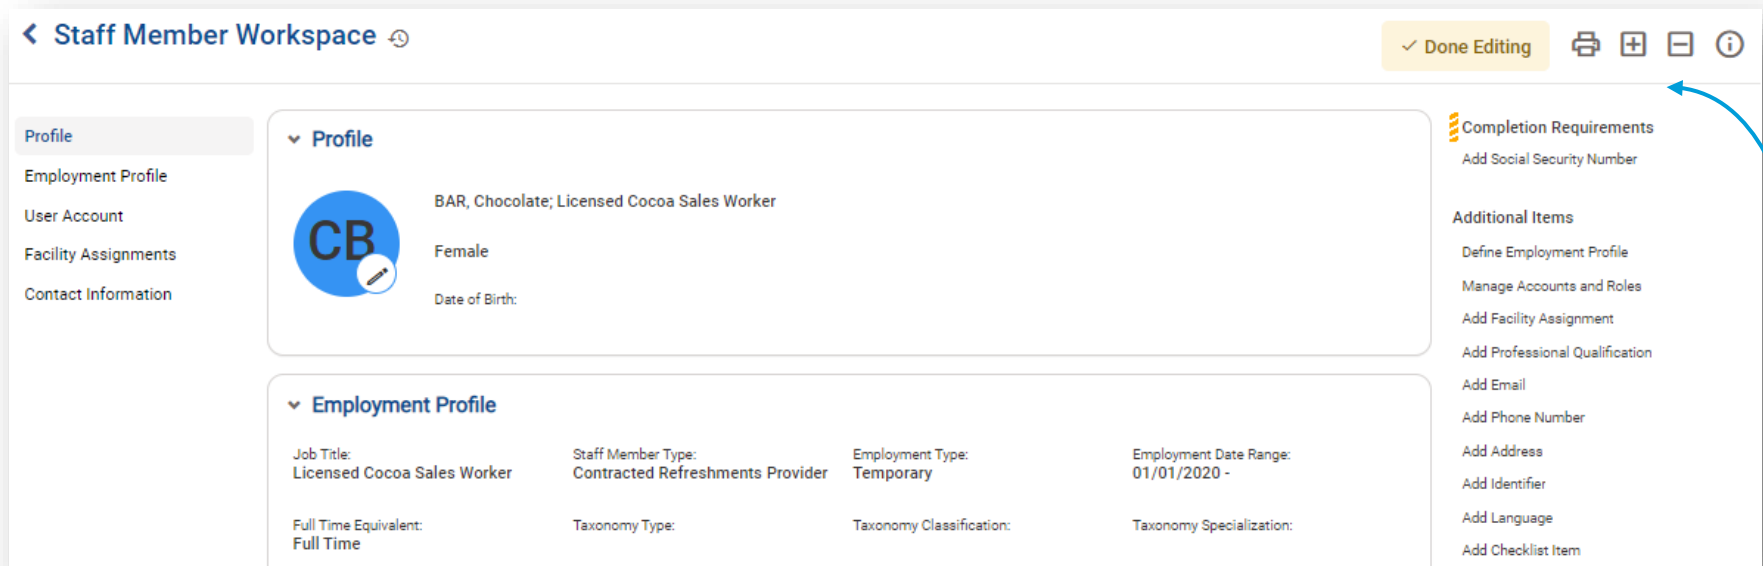 Staff Member Workspace
Done Editing
Profile
Employment Profile
User Account
Facility Assignments
Contact Information
Profile
CB
BAR, Chocolate; Licensed Cocoa Sales Worker
Female
Date of Birth:
Employment Profile
Job Title:
Licensed Cocoa Sales Worker
Staff Member Type:
Contracted Refreshments Provider
Employment Type:
Temporary
Employment Date Range:
01/01/2020 -
Full Time Equivalent:
Full Time
Taxonomy Type:
Taxonomy Classification:
Taxonomy Specialization:
Completion Requirements
Add Social Security Number
Additional Items
Define Employment Profile
Manage Accounts and Roles
Add Facility Assignment
Add Professional Qualification
Add Email
Add Phone Number
Add Address
Add Identifier
Add Language
Add Checklist Item